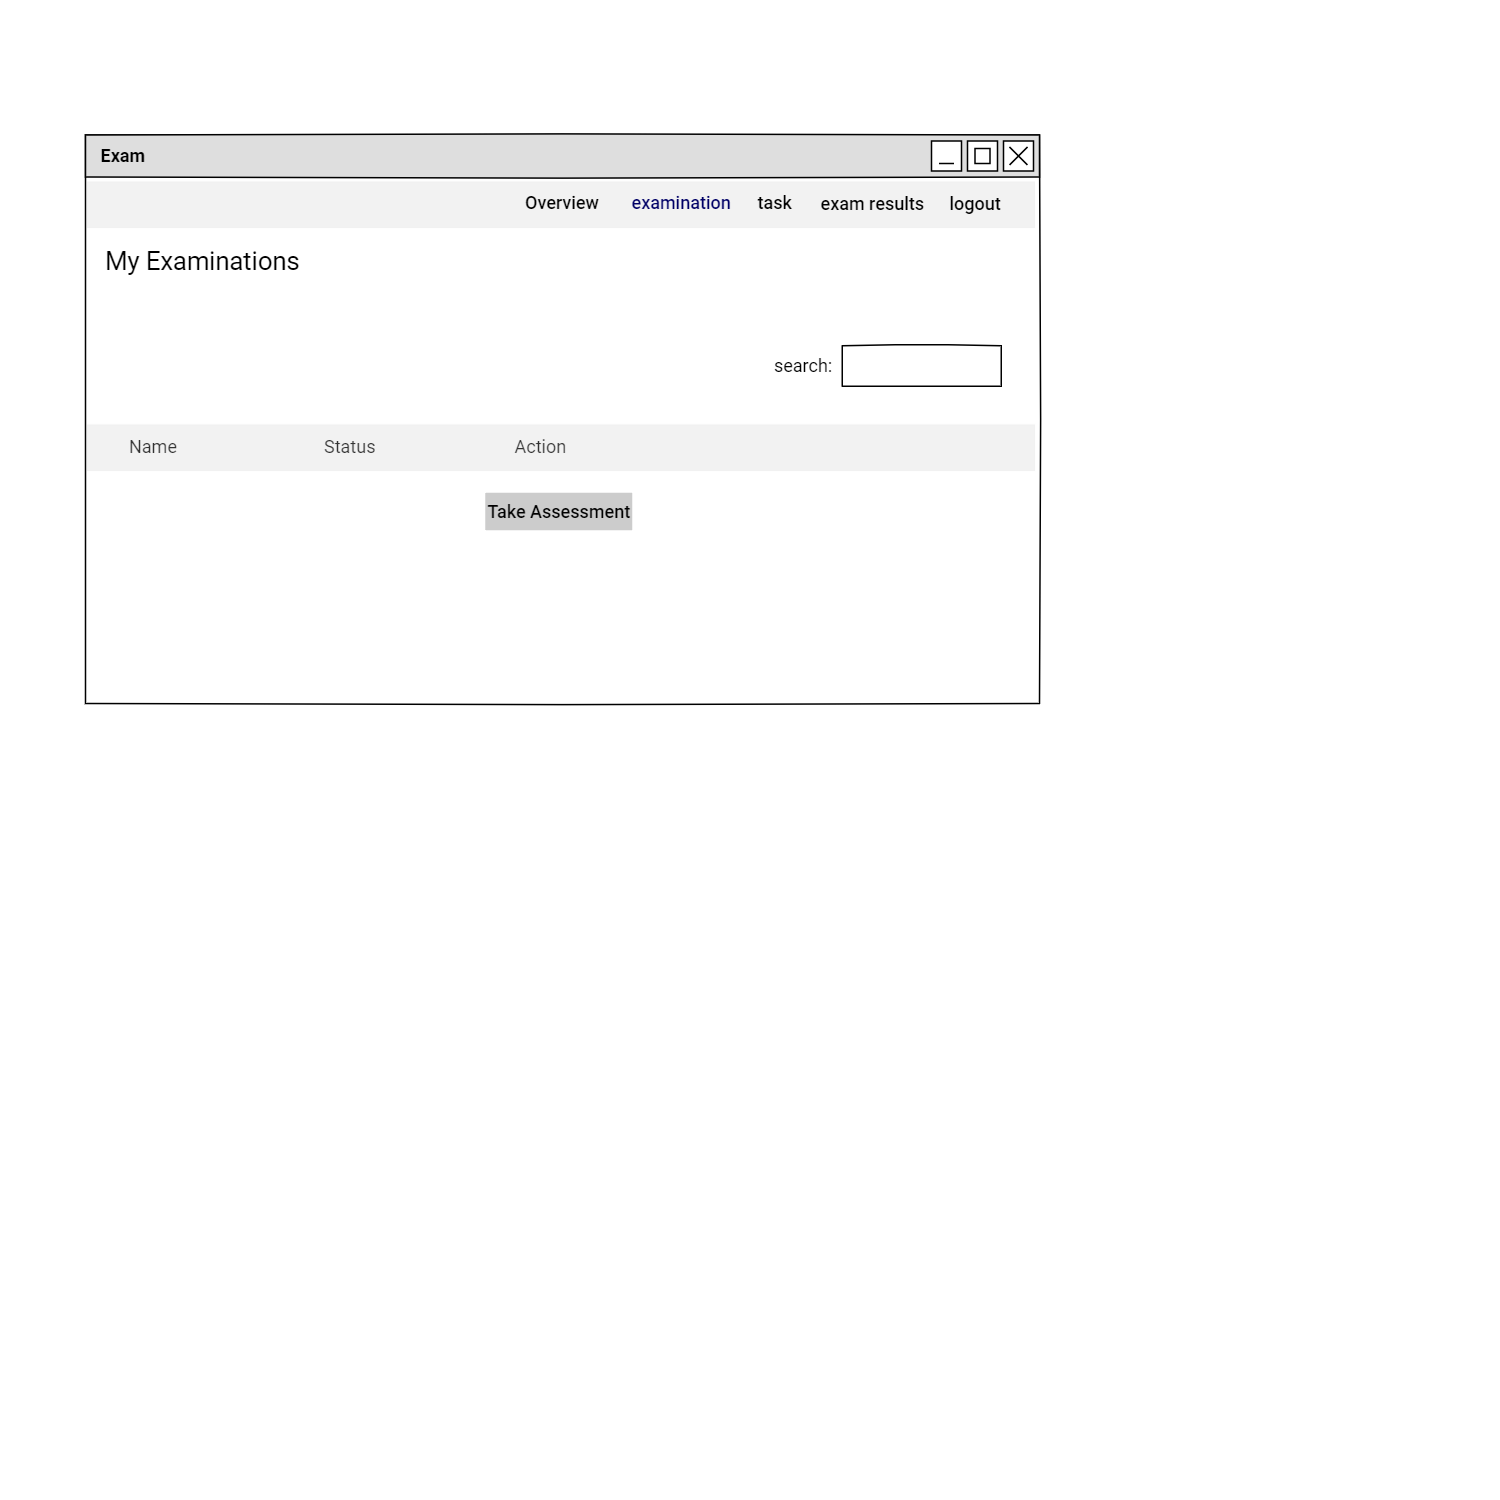 Exam
Overview examination task exam results logout
My Examinations
search:
Name Status Action
Take Assessment